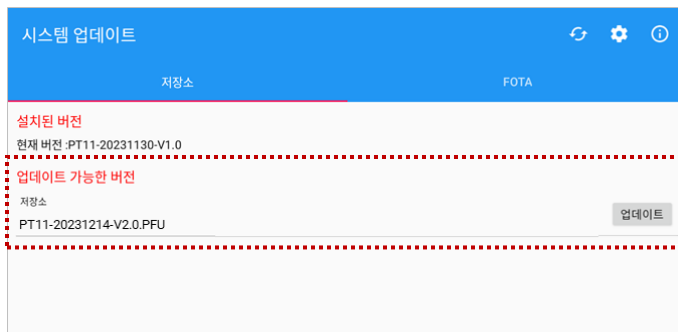 시스템 업데이트
저장소
FOTA
설치된 버전
현재 버전 :PT11-20231130-V1.0
업데이트 가능한 버전
저장소
PT11-20231214-V2.0.PFU
업데이트